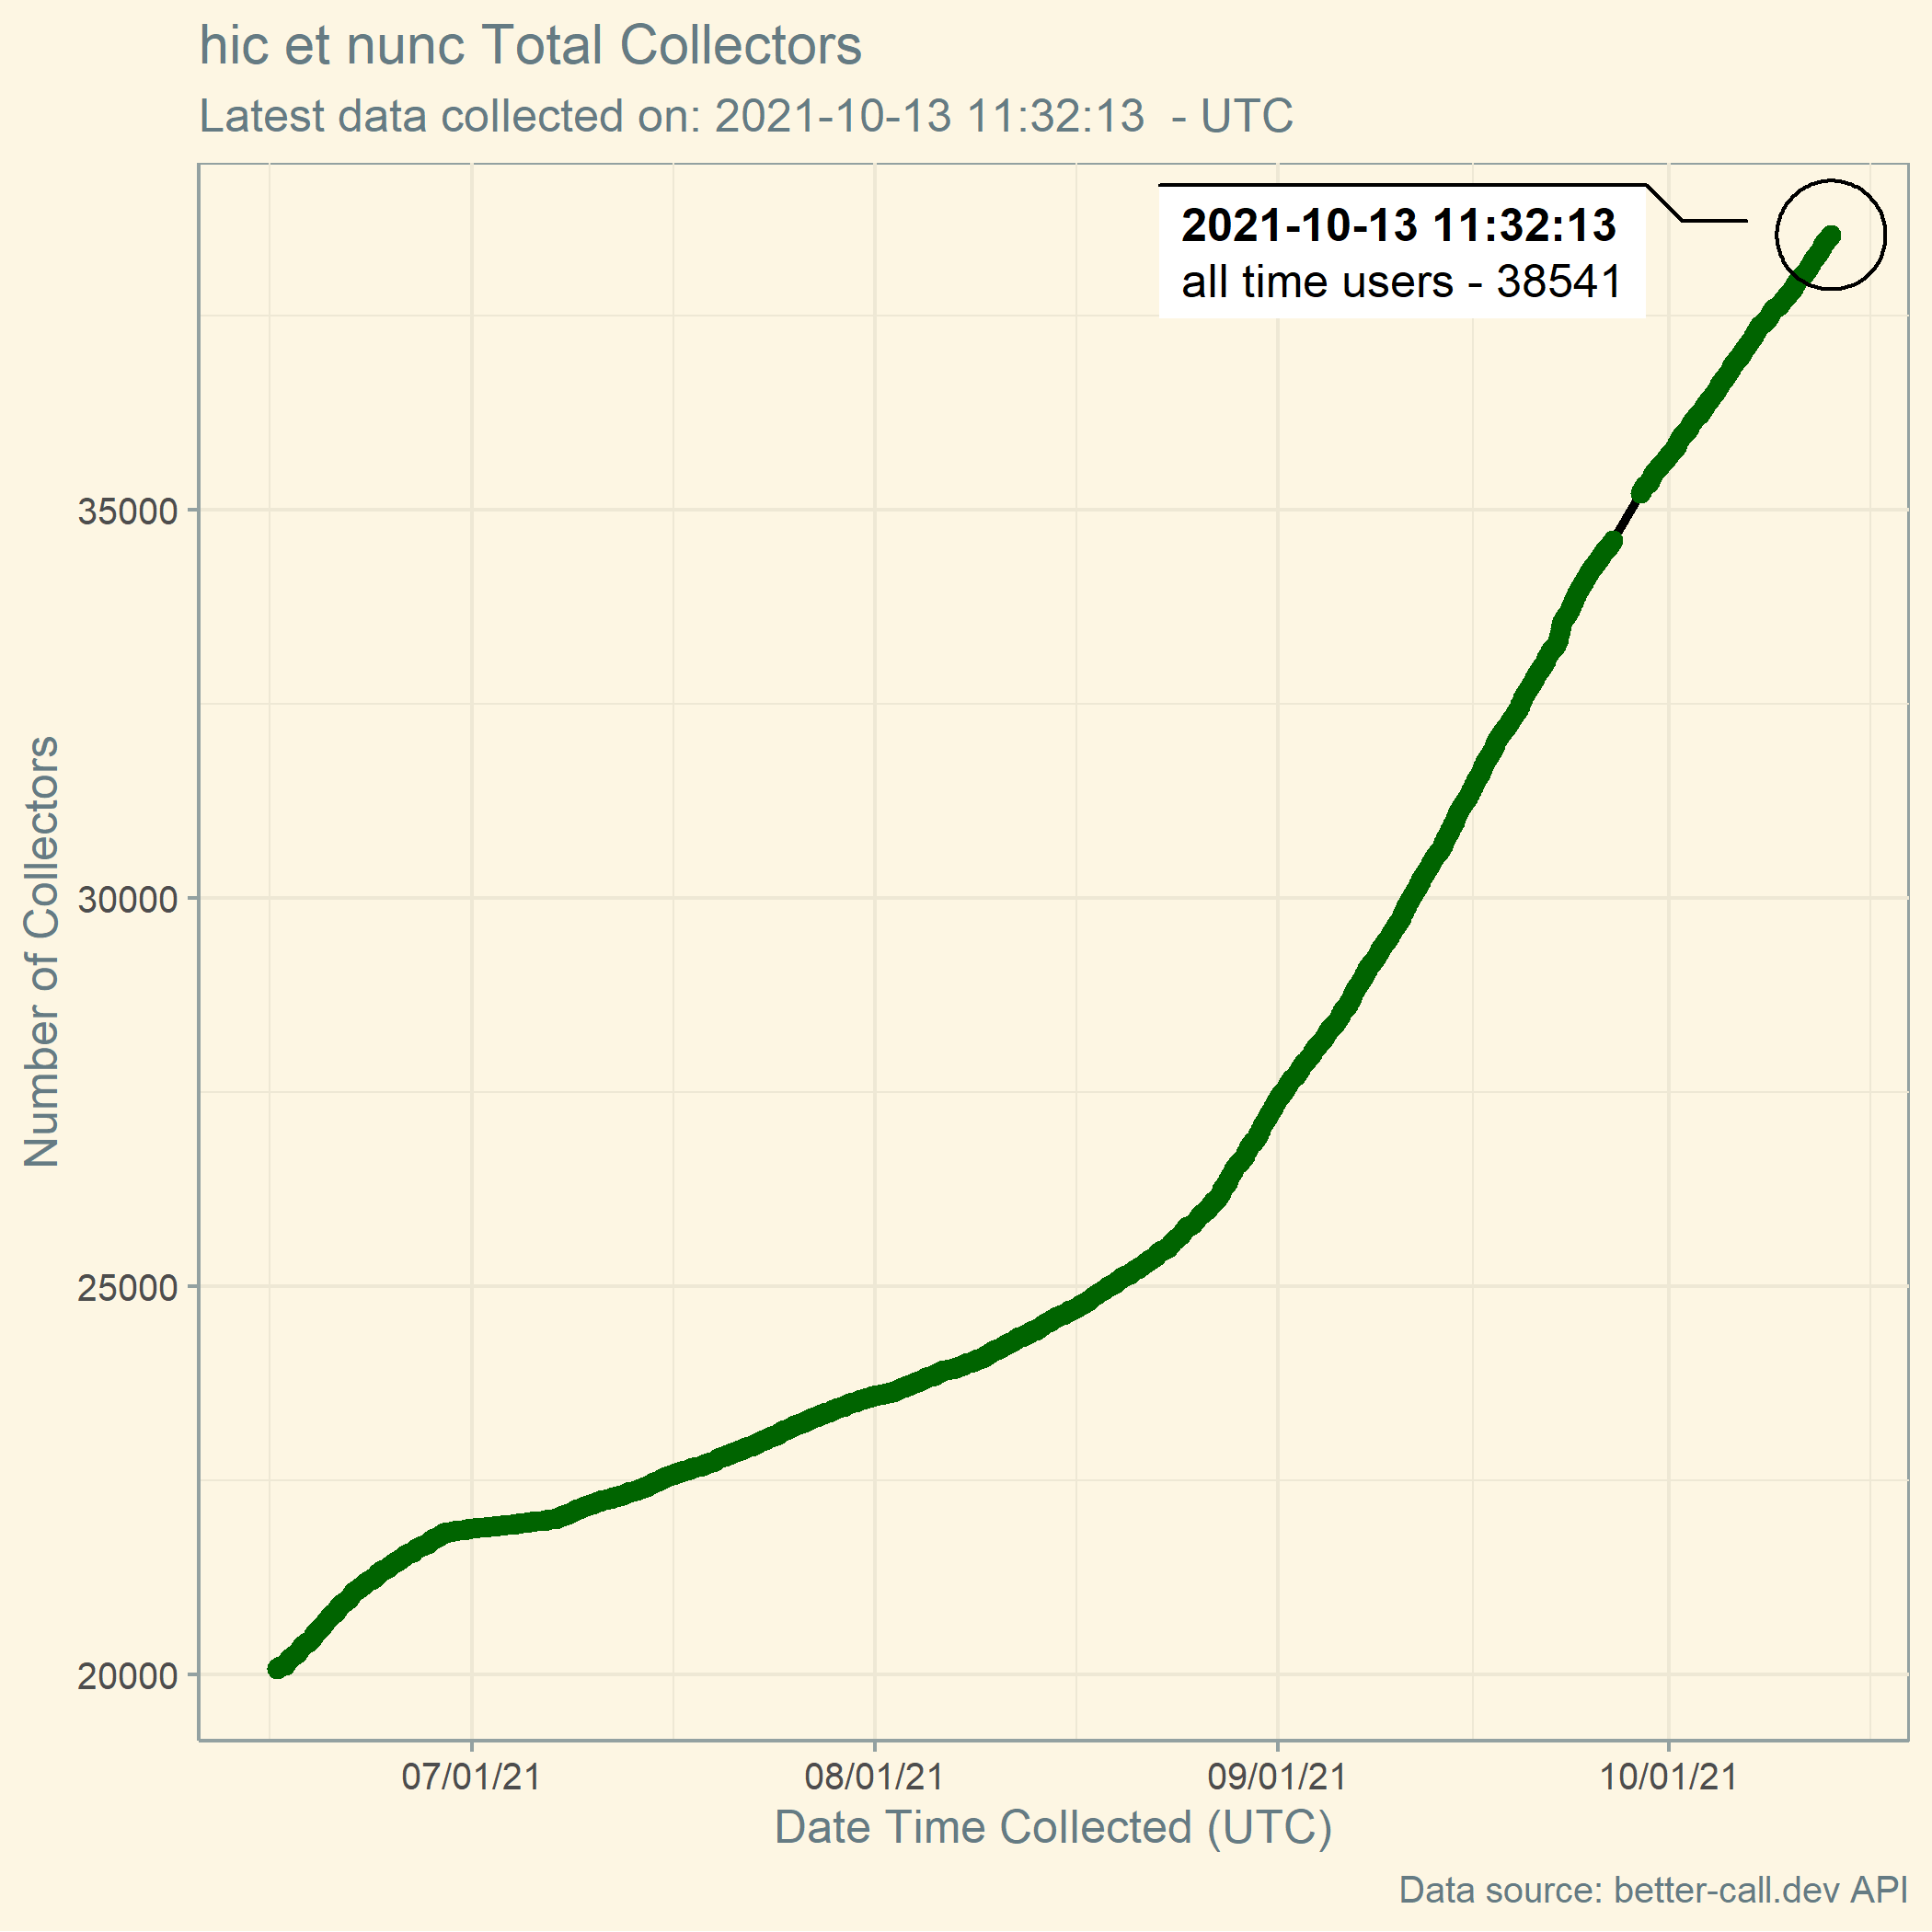 hic et nunc Total Collectors
Latest data collected on: 2021-10-13 11:32:13  - UTC
2021-10-13 11:32:13
all time users - 38541
Number of Collectors
35000
30000
25000
20000
07/01/21
08/01/21
09/01/21
10/01/21
Date Time Collected (UTC)
Data source: better-call.dev API